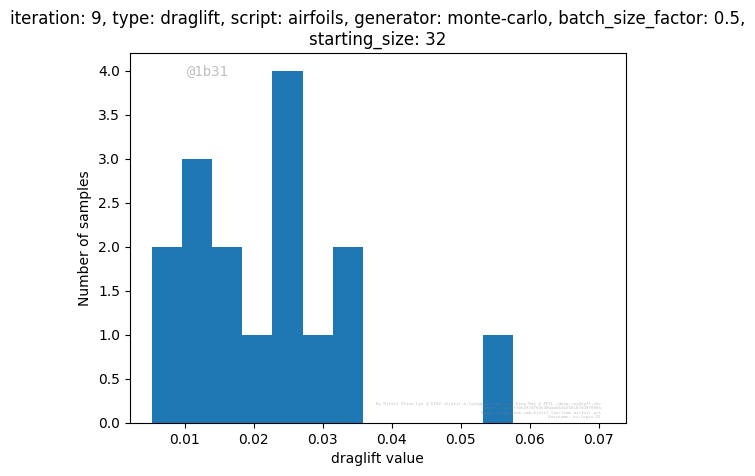 iteration: 9, type: draglift, script: airfoils, generator: monte-carlo, batch_size_factor: 0.5,
starting_size: 32
@1b31
4.0
3.5
3.0
2.5
2.0
1.5
1.0
0.5
0.0
Number of samples
0.01 0.02 0.03 0.04 0.05 0.06 0.07
draglift value